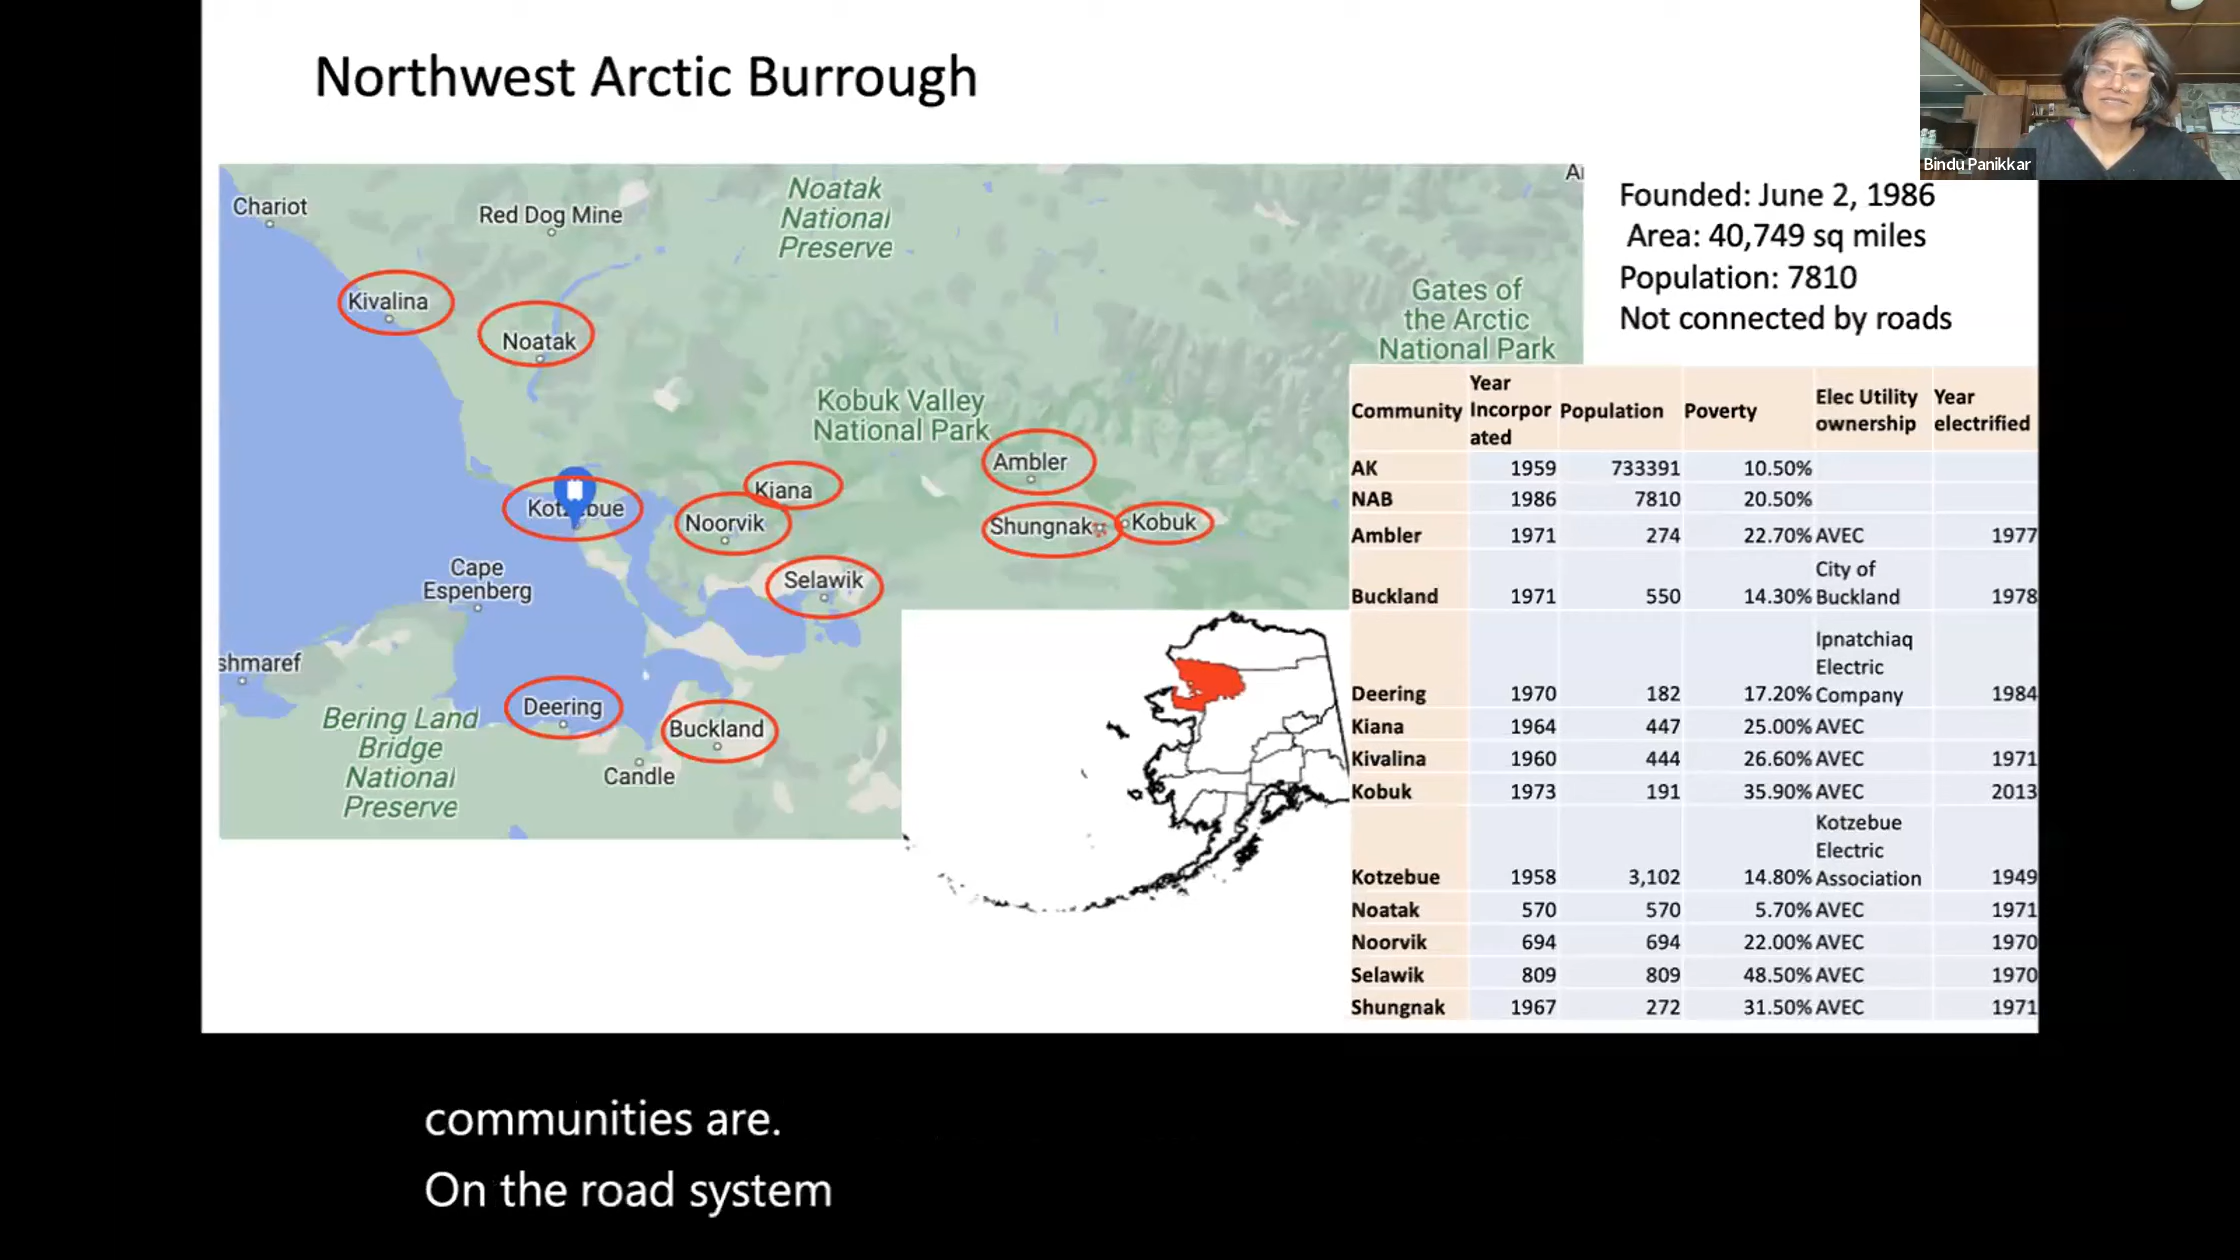 Northwest Arctic Burrough
Bindu Panikkar
Founded: June 2, 1986
Area: 40,749 sq miles
Population: 7810
Not connected by roads
Chariot
Red Dog Mine
Noatak
National
Preserve
Kivalina
Noatak
Gates of
the Arctic
National Park
Kobuk Valley
National Park
Ambler
Kiana
Kotzebue
Noorvik
Shungnak
Kobuk
Selawik
Cape
Espenberg
shmaref
Deering
Buckland
Bering Land
Bridge
National
Preserve
Candle
Community Year Incorporated Population Poverty Elec Utility ownership Year electrified
AK 1959 733391 10.50%
NAB 1986 7810 20.50%
Ambler 1971 274 22.70% AVEC 1977
Buckland 1971 550 14.30% City of Buckland 1978
Deering 1970 182 17.20% Ipnatchiaq Electric Company 1984
Kiana 1964 447 25.00% AVEC
Kivalina 1960 444 26.60% AVEC 1971
Kobuk 1973 191 35.90% AVEC 2013
Kotzebue 1958 3,102 14.80% Kotzebue Electric Association 1949
Noatak 570 570 5.70% AVEC 1971
Noorvik 694 694 22.00% AVEC 1970
Selawik 809 809 48.50% AVEC 1970
Shungnak 1967 272 31.50% AVEC 1971
communities are.
On the road system